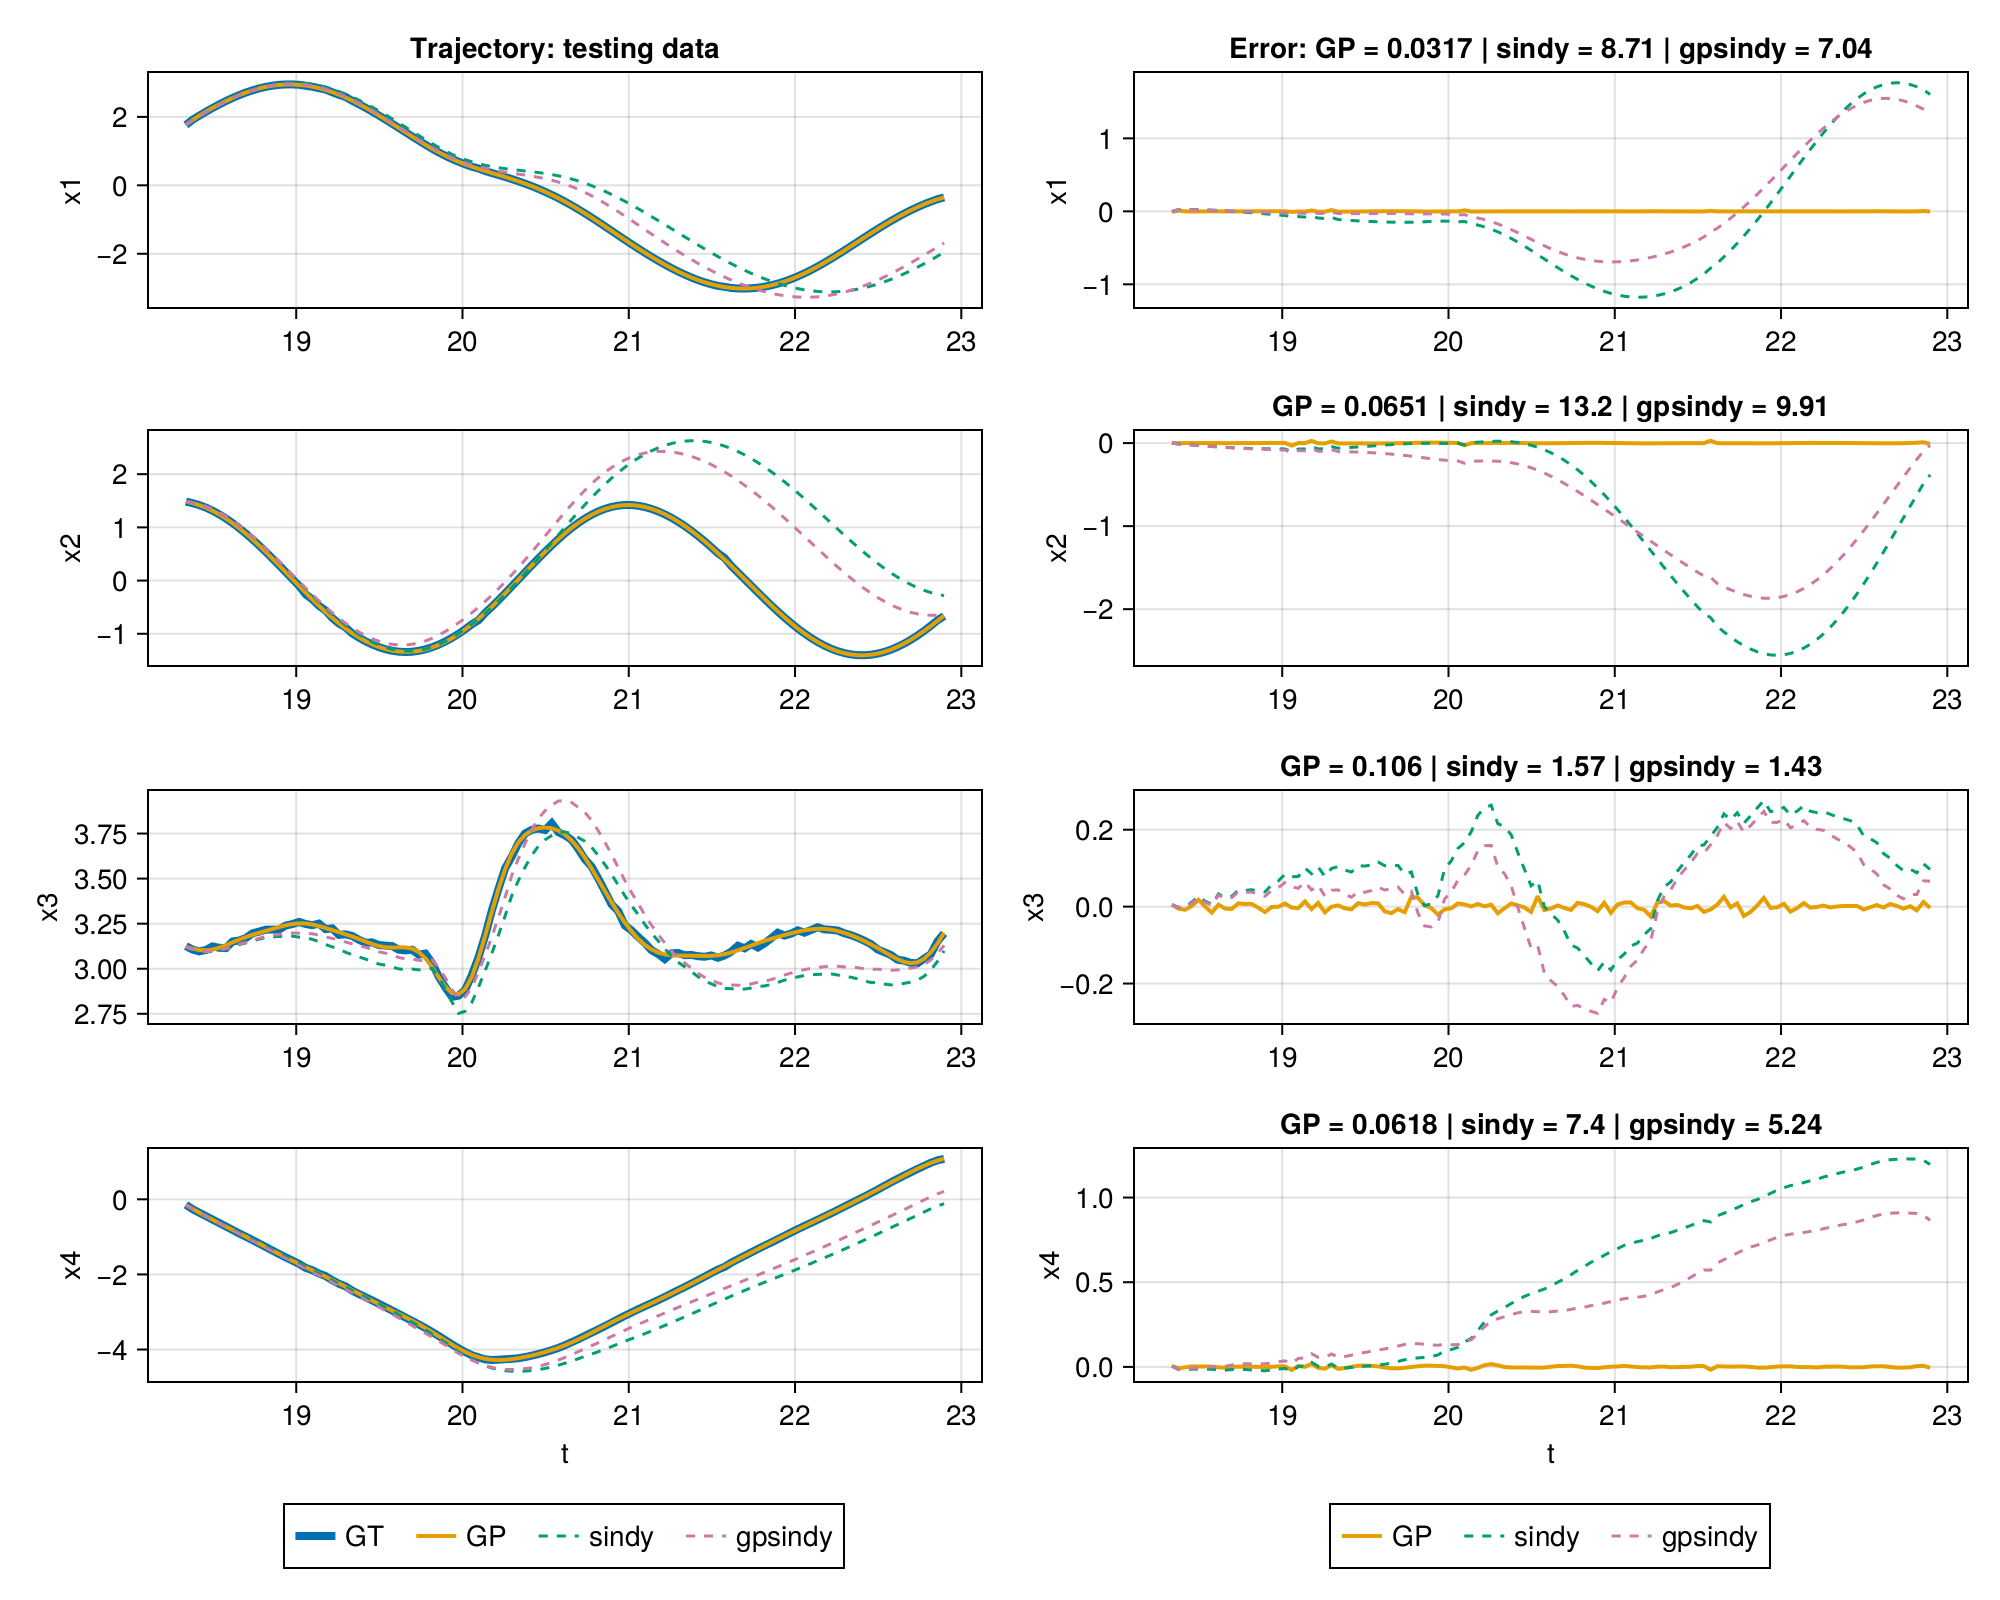 Trajectory: testing data
x1
2
0
−2
19 20 21 22 23
Error: GP = 0.0317 | sindy = 8.71 | gpsindy = 7.04
x1
1
0
−1
19 20 21 22 23
x2
2
1
0
−1
19 20 21 22 23
GP = 0.0651 | sindy = 13.2 | gpsindy = 9.91
x2
0
−1
−2
19 20 21 22 23
x3
3.75
3.50
3.25
3.00
2.75
19 20 21 22 23
GP = 0.106 | sindy = 1.57 | gpsindy = 1.43
x3
0.2
0.0
−0.2
19 20 21 22 23
x4
0
−2
−4
19 20 21 22 23
t
GP = 0.0618 | sindy = 7.4 | gpsindy = 5.24
x4
1.0
0.5
0.0
19 20 21 22 23
t
GT GP sindy gpsindy
GP sindy gpsindy